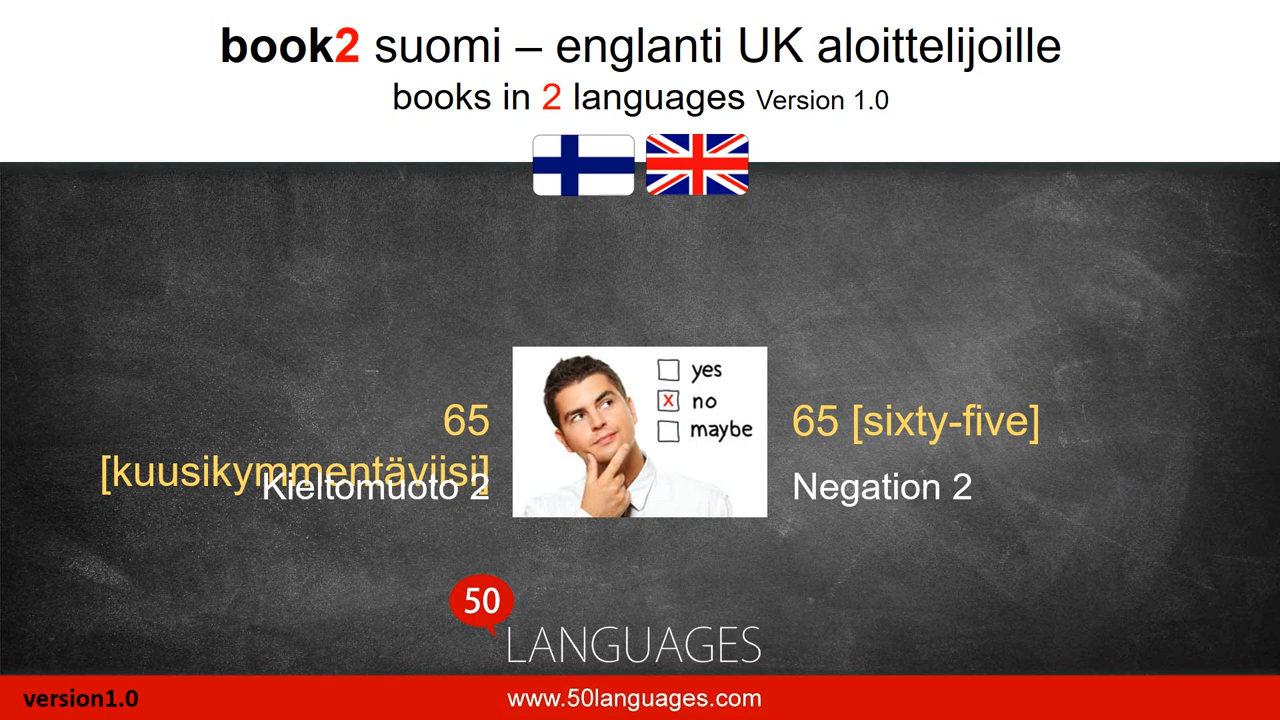 book2 suomi – englanti UK aloittelijoille
books in 2 languages Version 1.0
65
[kuusikymmentäviisi]
Kieltomuoto 2
yes
X no
maybe
65 [sixty-five]
Negation 2
50
LANGUAGES
version1.0
www.50languages.com